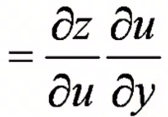 = ∂z/∂u ∂u/∂y